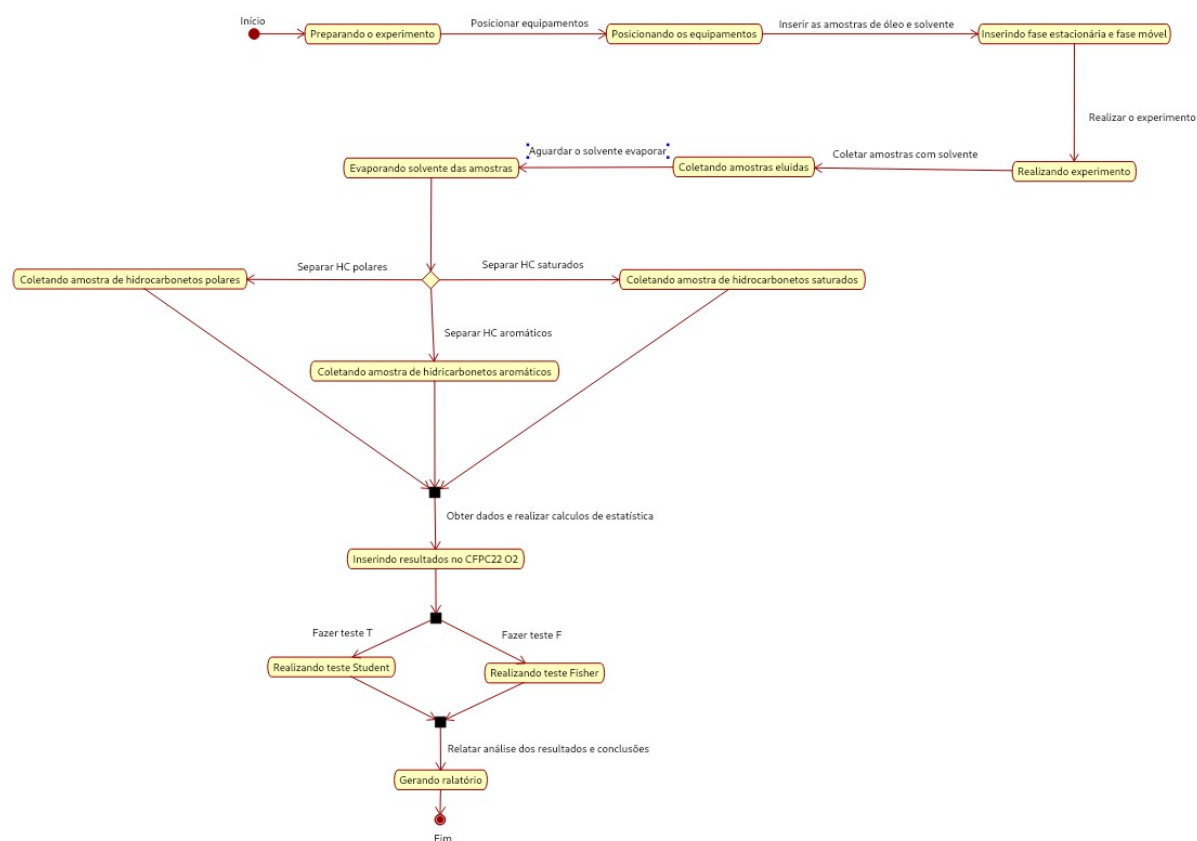 Início
Preparando o experimento
Posicionar equipamentos
Posicionando os equipamentos
Inserir as amostras de óleo e solvente
Inserindo fase estacionária e fase móvel
Realizar o experimento
Realizando experimento
Coletar amostras com solvente
Coletando amostras eluidas
Aguardar o solvente evaporar
Evaporando solvente das amostras
Separar HC polares
Separar HC saturados
Coletando amostra de hidrocarbonetos polares
Coletando amostra de hidrocarbonetos saturados
Separar HC aromáticos
Coletando amostra de hidricarbonetos aromáticos
Obter dados e realizar calculos de estatística
Inserindo resultados no CFPC22 O2
Fazer teste T
Fazer teste F
Realizando teste Student
Realizando teste Fisher
Relatar análise dos resultados e conclusões
Gerando ralatório
Fim